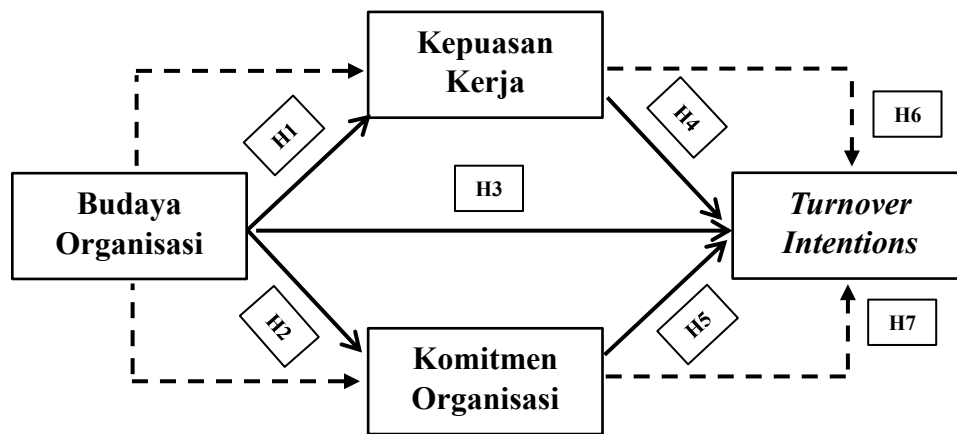 Kepuasan
Kerja
H1
H4
H6
H3
Budaya
Organisasi
Turnover
Intentions
H2
H5
H7
Komitmen
Organisasi